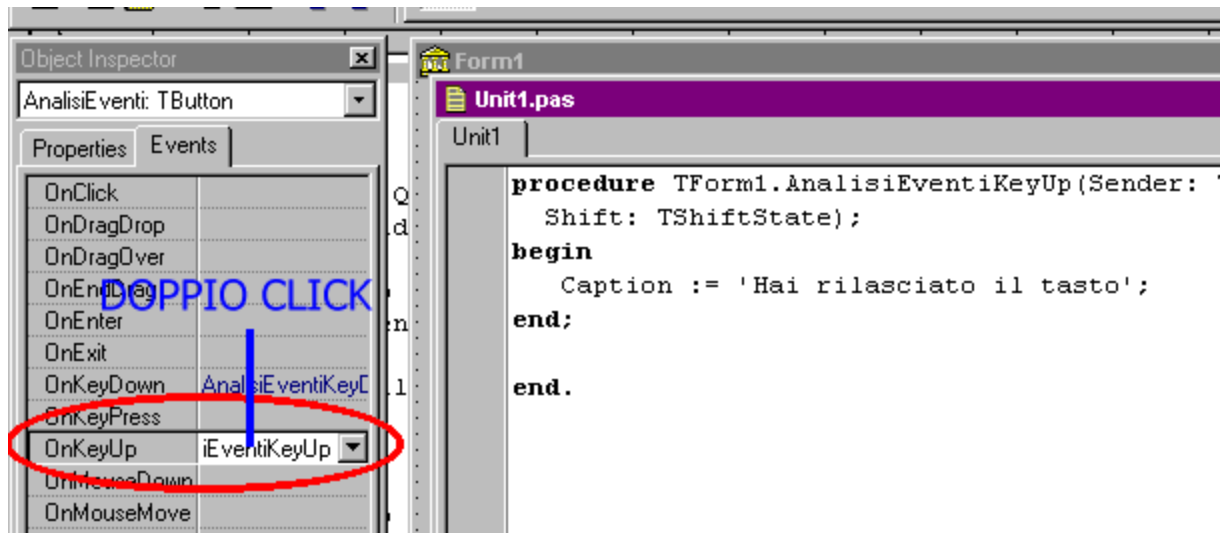 Object Inspector
AnalisiEventi: TButton
Properties Events
OnClick
OnDragDrop
OnDragOver
OnEndDrag
DOPPIO CLICK
OnEnter
OnExit
OnKeyDown AnalisiEventiKeyD
OnKeyPress
OnKeyUp iEventiKeyUp
OnMouseDown
OnMouseMove
Form1
Unit1.pas
Unit1
procedure TForm1.AnalisiEventiKeyUp(Sender:
Shift: TShiftState);
begin
Caption := 'Hai rilasciato il tasto';
end;
end.